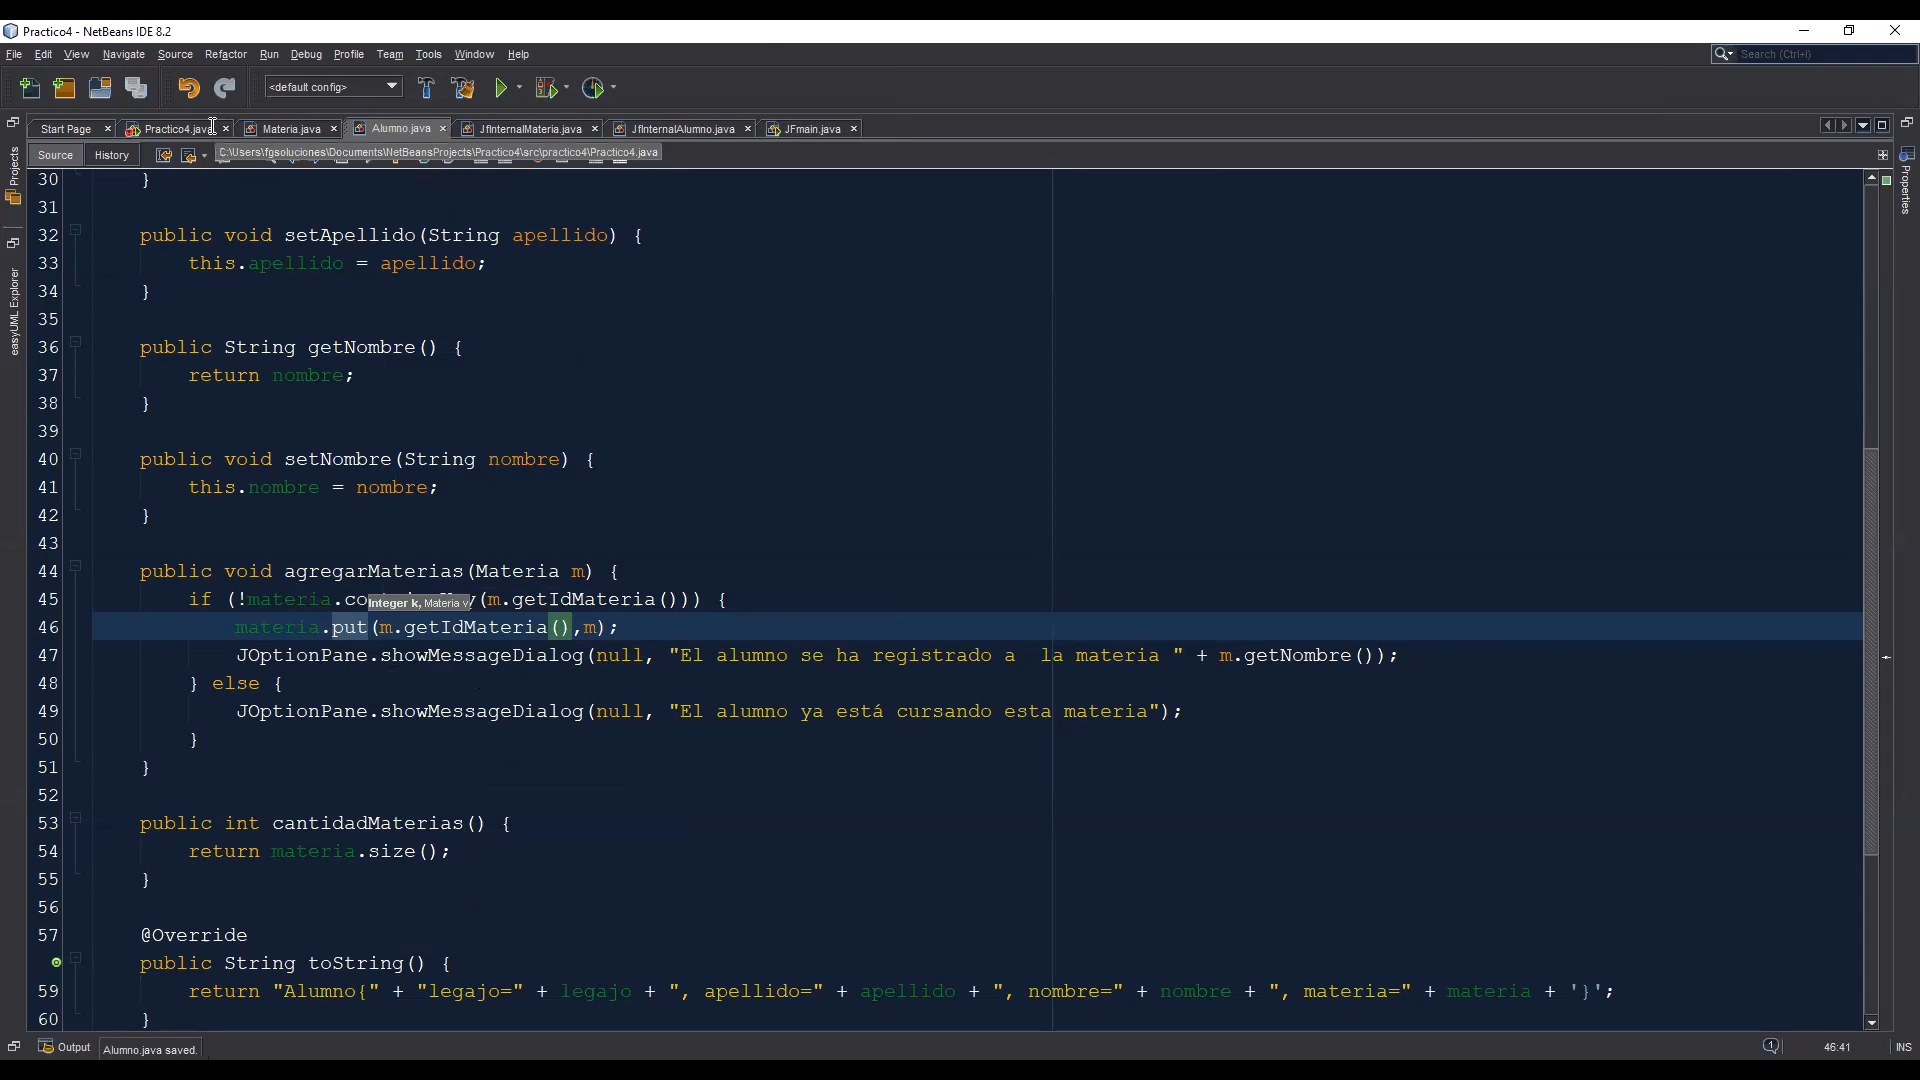 Practico4 - NetBeans IDE 8.2
File Edit View Navigate Source Refactor Run Debug Profile Team Tools Window Help
Search (Ctrl+I)
<default config>
Start Page Practico4.java Materia.java Alumno.java JfInternalMateria.java JfInternalAlumno.java JFmain.java
Source History C:\Users\fgsoluciones\Documents\NetBeansProjects\Practico4\src\practico4\Practico4.java
Projects
easyUML Explorer
Properties
30 }
31
32 public void setApellido(String apellido) {
33 this.apellido = apellido;
34 }
35
36 public String getNombre() {
37 return nombre;
38 }
39
40 public void setNombre(String nombre) {
41 this.nombre = nombre;
42 }
43
44 public void agregarMaterias(Materia m) {
Integer k, Materia v
45 if (!materia. (m.getIdMateria())) {
46 materia.put(m.getIdMateria(),m);
47 JOptionPane.showMessageDialog(null, "El alumno se ha registrado a  la materia " + m.getNombre());
48 } else {
49 JOptionPane.showMessageDialog(null, "El alumno ya está cursando esta materia");
50 }
51 }
52
53 public int cantidadMaterias() {
54 return materia.size();
55 }
56
57 @Override
public String toString() {
59 return "Alumno{" + "legajo=" + legajo + ", apellido=" + apellido + ", nombre=" + nombre + ", materia=" + materia + '}';
60 }
Output Alumno.java saved. 1 46:41 INS